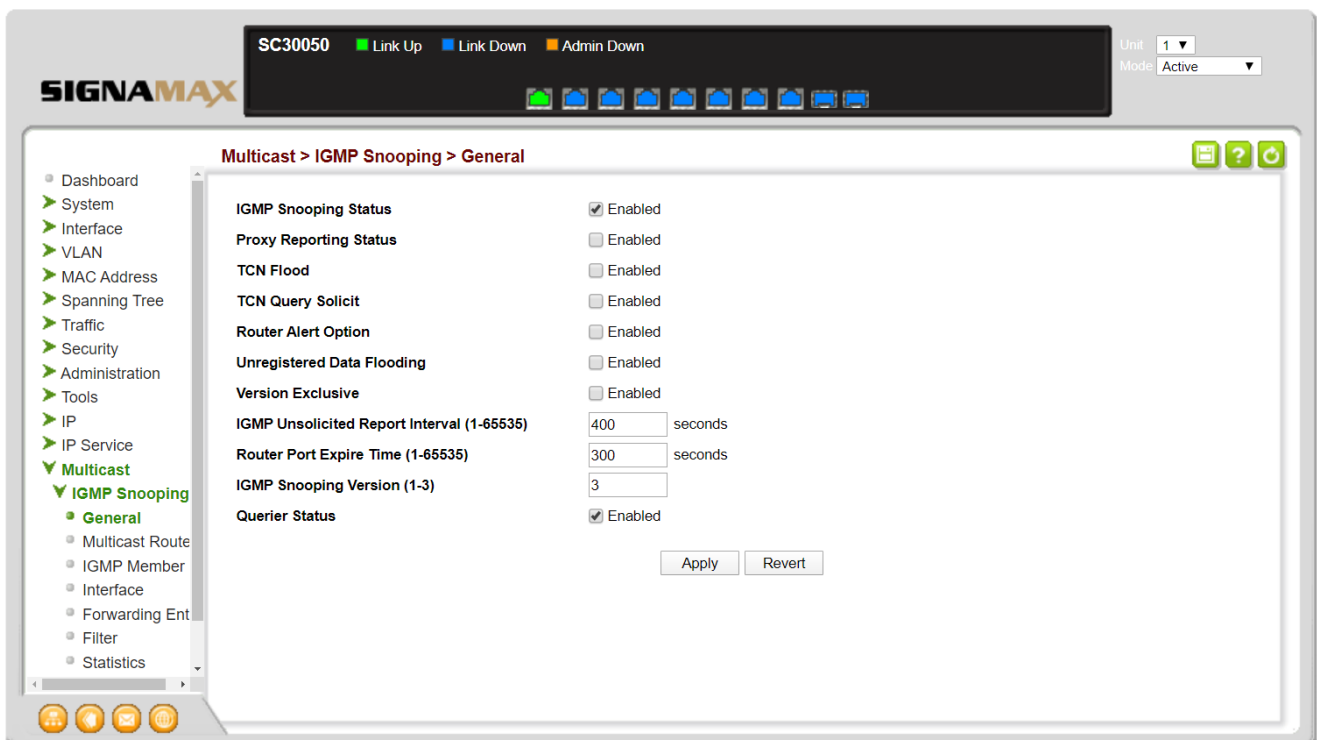 SC30050 Link Up Link Down Admin Down
Unit 1
Mode Active
SIGNAMAX
Multicast > IGMP Snooping > General
?
Dashboard
System
Interface
VLAN
MAC Address
Spanning Tree
Traffic
Security
Administration
Tools
IP
IP Service
Multicast
IGMP Snooping
General
Multicast Route
IGMP Member
Interface
Forwarding Ent
Filter
Statistics
IGMP Snooping Status Enabled
Proxy Reporting Status Enabled
TCN Flood Enabled
TCN Query Solicit Enabled
Router Alert Option Enabled
Unregistered Data Flooding Enabled
Version Exclusive Enabled
IGMP Unsolicited Report Interval (1-65535) 400 seconds
Router Port Expire Time (1-65535) 300 seconds
IGMP Snooping Version (1-3) 3
Querier Status Enabled
Apply Revert